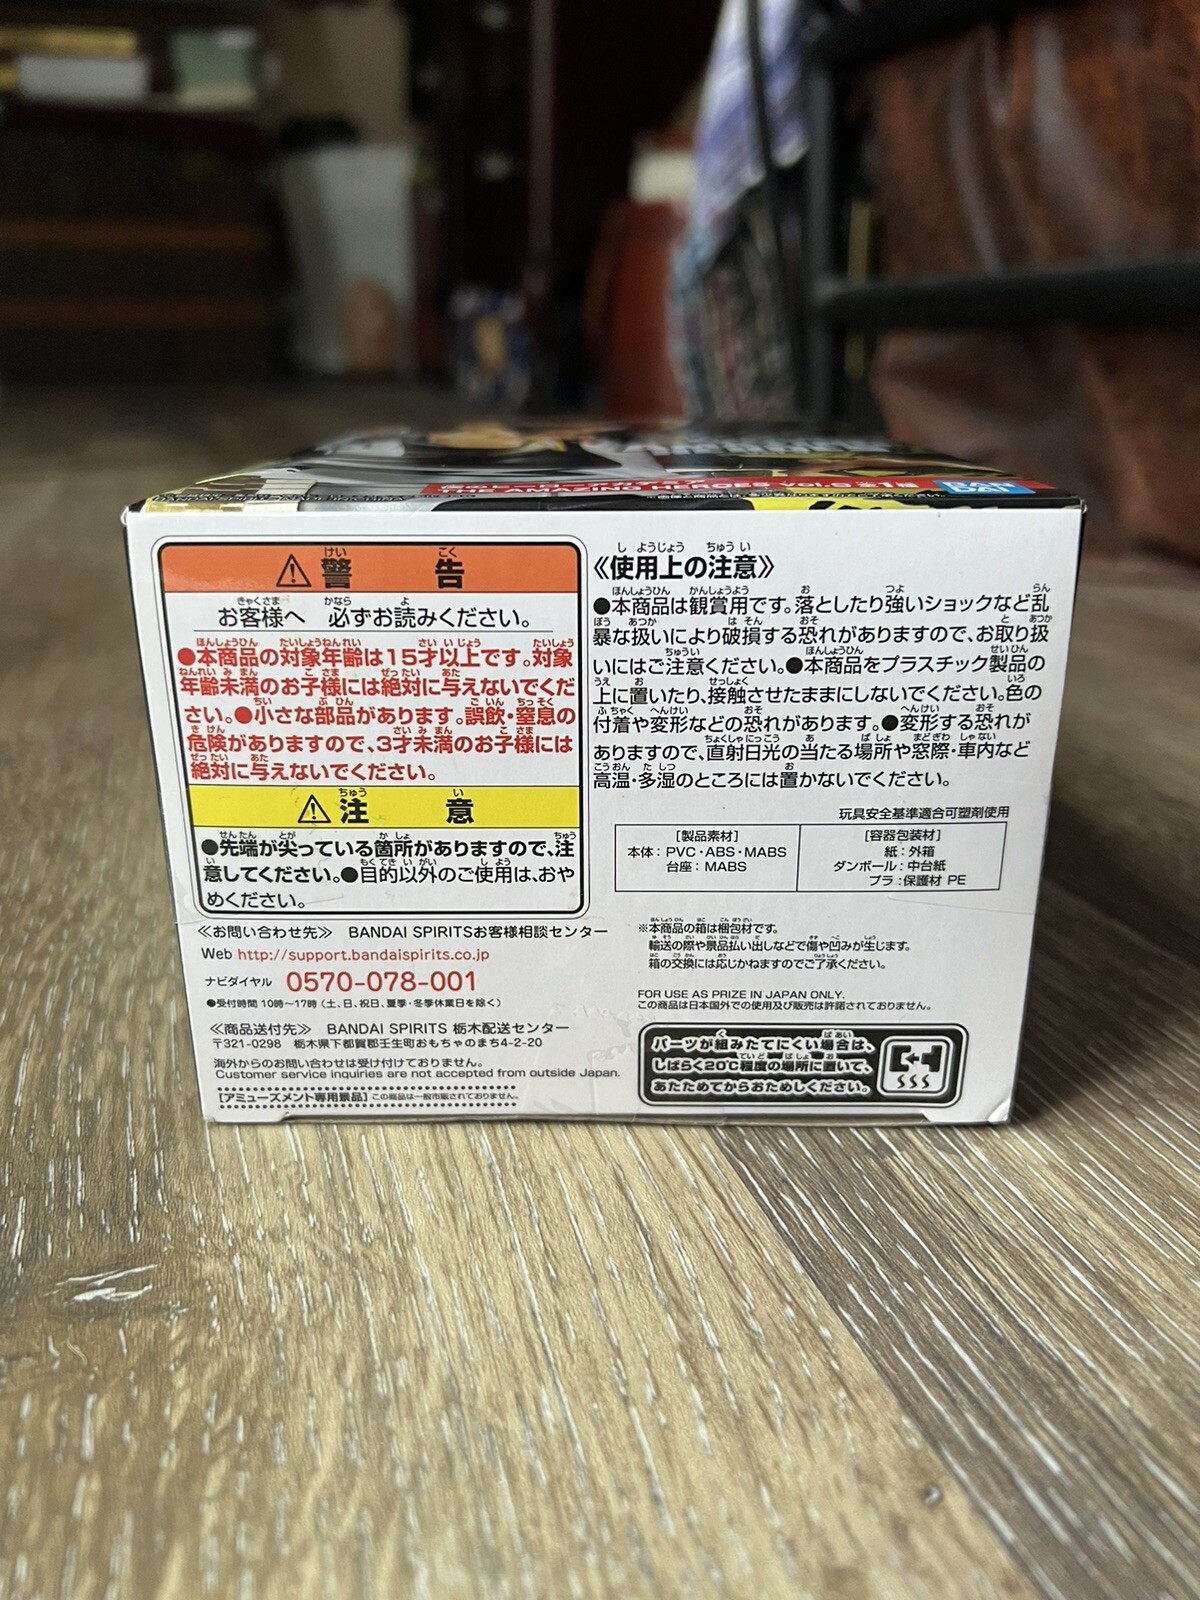 THE AMAZING HEROES vol.8 全1種
BAN
DAI
⚠警告
お客様へ 必ずお読みください。
●本商品の対象年齢は15才以上です。対象
年齢未満のお子様には絶対に与えないでくだ
さい。●小さな部品があります。誤飲・窒息の
危険がありますので、3才未満のお子様には
絶対に与えないでください。
⚠注意
●先端が尖っている箇所がありますので、注
意してください。●目的以外のご使用は、おや
めください。
≪お問い合わせ先≫ BANDAI SPIRITSお客様相談センター
Web http://support.bandaispirits.co.jp
ナビダイヤル 0570-078-001
●受付時間 10時〜17時(土、日、祝日、夏季・冬季休業日を除く)
≪商品送付先≫ BANDAI SPIRITS 栃木配送センター
〒321-0298 栃木県下都賀郡壬生町おもちゃのまち4-2-20
海外からのお問い合わせは受け付けておりません。
Customer service inquiries are not accepted from outside Japan.
[アミューズメント専用景品] この商品は一般市販されておりません。
≪使用上の注意≫
●本商品は観賞用です。落としたり強いショックなど乱
暴な扱いにより破損する恐れがありますので、お取り扱
いにはご注意ください。●本商品をプラスチック製品の
上に置いたり、接触させたままにしないでください。色の
付着や変形などの恐れがあります。●変形する恐れが
ありますので、直射日光の当たる場所や窓際・車内など
高温・多湿のところには置かないでください。
玩具安全基準適合可塑剤使用
[製品素材]
本体:PVC・ABS・MABS
台座:MABS
[容器包装材]
紙:外箱
ダンボール:中台紙
プラ:保護材 PE
※本商品の箱は梱包材です。
輸送の際や景品払い出しなどで傷や凹みが生じます。
箱の交換には応じかねますのでご了承ください。
FOR USE AS PRIZE IN JAPAN ONLY.
この商品は日本国外での使用及び販売は許諾されておりません。
パーツが組みたてにくい場合は、
しばらく20℃程度の場所に置いて、
あたためてからおためしください。